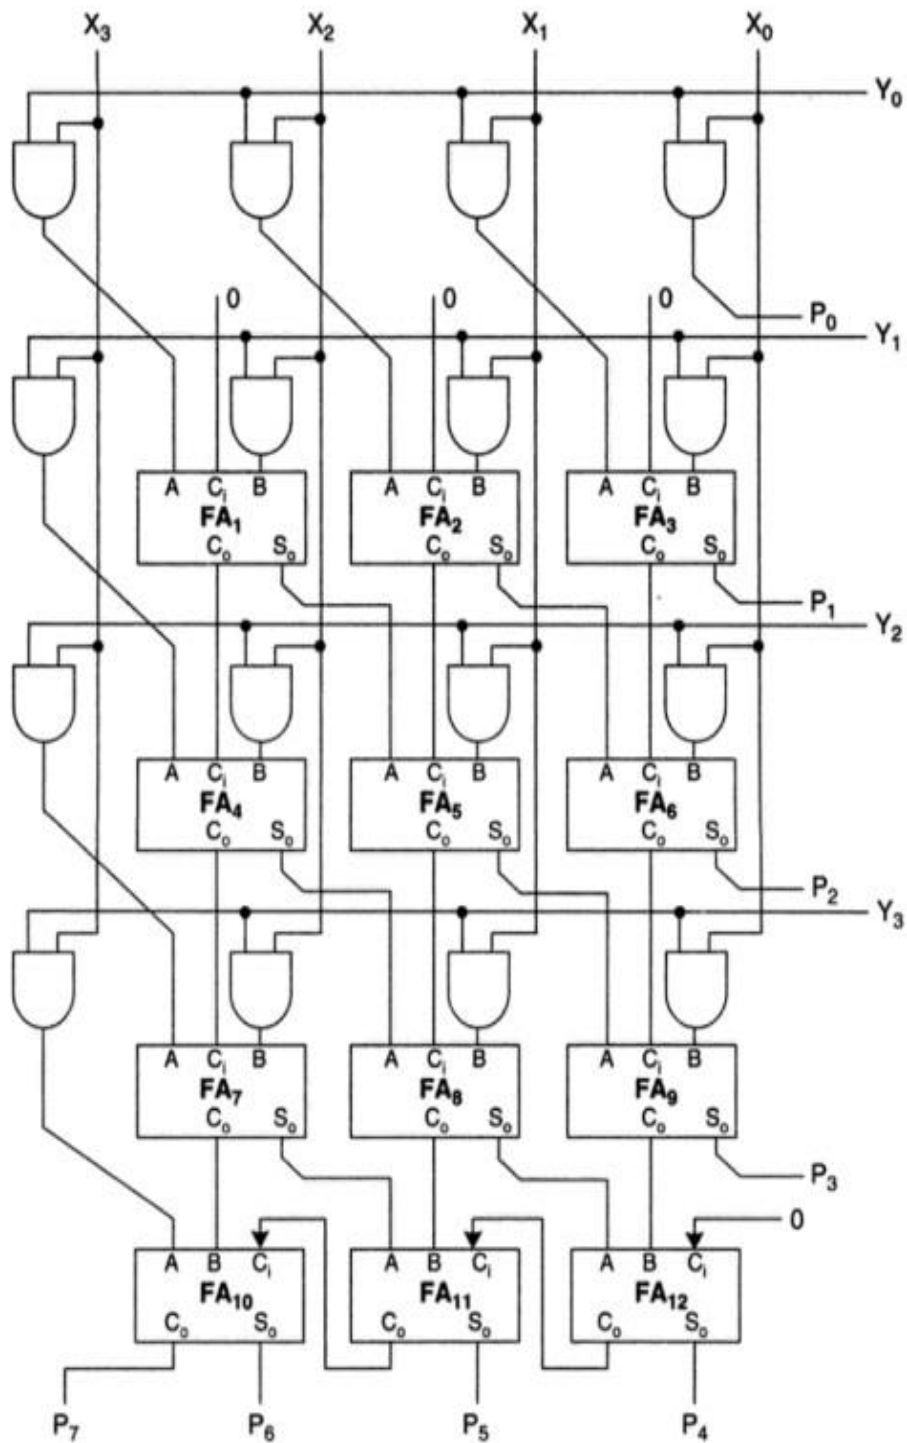 X₃ X₂ X₁ X₀
Y₀
0 0 0
P₀
Y₁
A Cᵢ B A Cᵢ B A Cᵢ B
FA₁ FA₂ FA₃
Cₒ Sₒ Cₒ Sₒ Cₒ Sₒ
P₁
Y₂
A Cᵢ B A Cᵢ B A Cᵢ B
FA₄ FA₅ FA₆
Cₒ Sₒ Cₒ Sₒ Cₒ Sₒ
P₂
Y₃
A Cᵢ B A Cᵢ B A Cᵢ B
FA₇ FA₈ FA₉
Cₒ Sₒ Cₒ Sₒ Cₒ Sₒ
P₃
0
A B Cᵢ A B Cᵢ A B Cᵢ
FA₁₀ FA₁₁ FA₁₂
Cₒ Sₒ Cₒ Sₒ Cₒ Sₒ
P₇ P₆ P₅ P₄